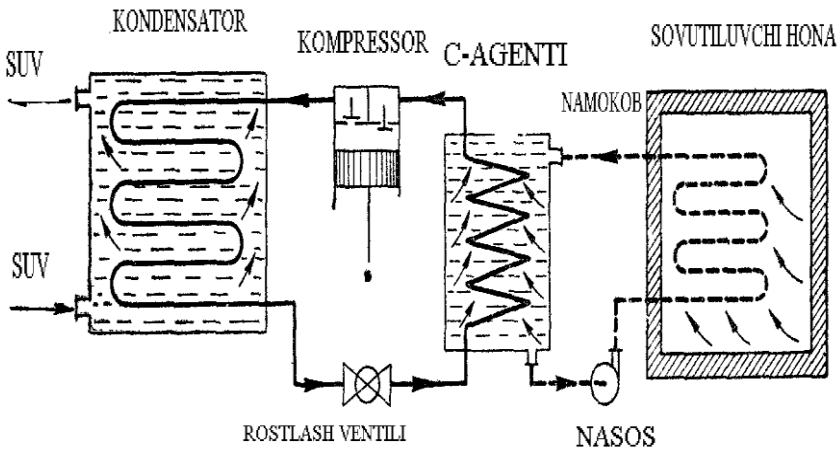 KONDENSATOR
KOMPRESSOR
C-AGENTI
SOVUTILUVCHI HONA
SUV
NAMOKOB
SUV
ROSTLASH VENTILI
NASOS